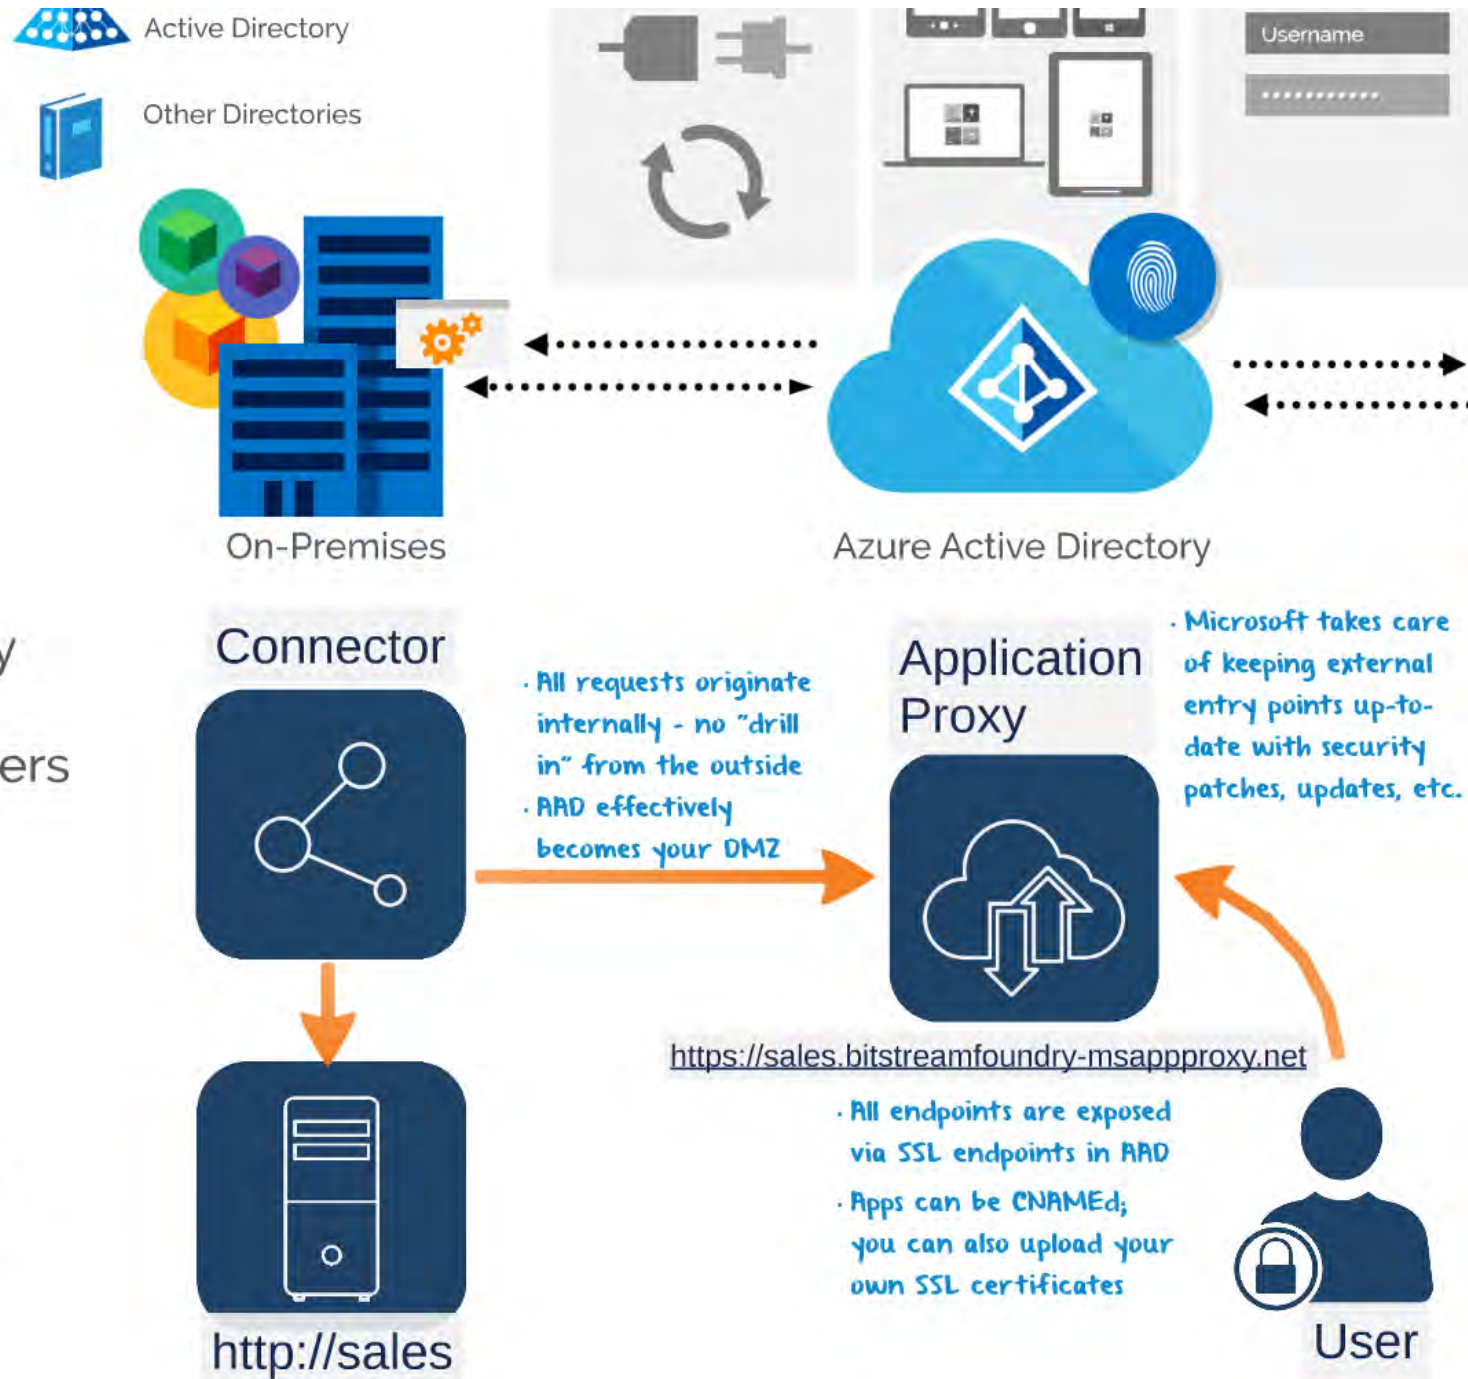 Active Directory
Other Directories
Username
On-Premises
Azure Active Directory
y
ers
Connector
· All requests originate
internally - no "drill
in" from the outside
· AAD effectively
becomes your DMZ
Application
Proxy
· Microsoft takes care
of keeping external
entry points up-to-
date with security
patches, updates, etc.
https://sales.bitstreamfoundry-msappproxy.net
· All endpoints are exposed
via SSL endpoints in AAD
· Apps can be CNAMEd;
you can also upload your
own SSL certificates
http://sales
User